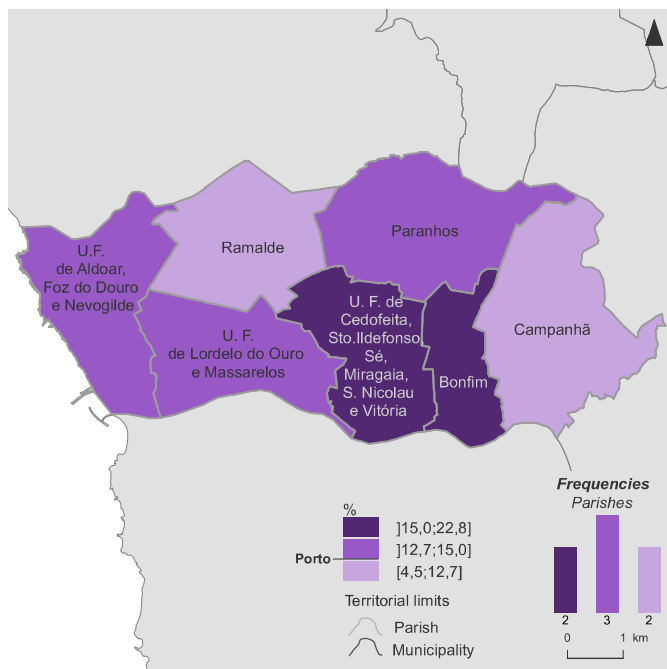 Ramalde
Paranhos
U.F.
de Aldoar,
Foz do Douro
e Nevogilde
U. F.
de Lordelo do Ouro
e Massarelos
U. F. de
Cedofeita,
Sto.Ildefonso,
Sé,
Miragaia,
S. Nicolau
e Vitória
Bonfim
Campanhã
%
]15,0;22,8]
]12,7;15,0]
[4,5;12,7]
Porto
Territorial limits
Parish
Municipality
Frequencies
Parishes
2
3
2
0 1 km